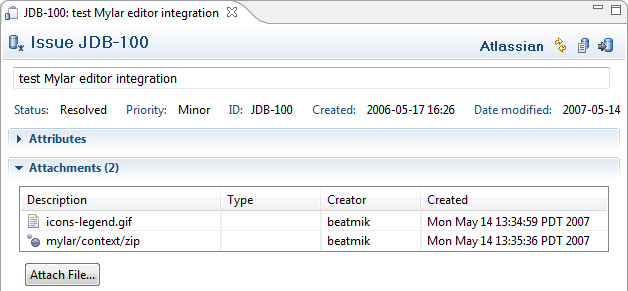 JDB-100: test Mylar editor integration
Issue JDB-100 Atlassian
test Mylar editor integration
Status: Resolved Priority: Minor ID: JDB-100 Created: 2006-05-17 16:26 Date modified: 2007-05-14
Attributes
Attachments (2)
Description Type Creator Created
icons-legend.gif beatmik Mon May 14 13:34:59 PDT 2007
mylar/context/zip beatmik Mon May 14 13:35:36 PDT 2007
Attach File...